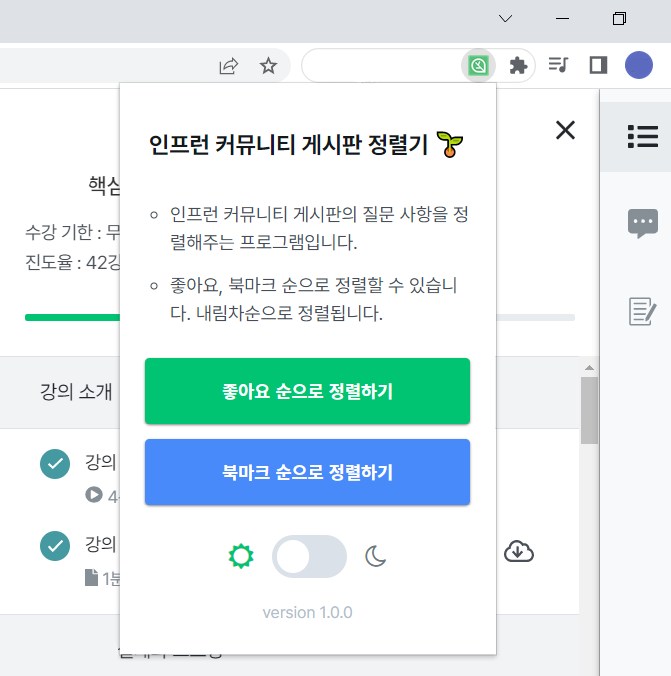 인프런 커뮤니티 게시판 정렬기
핵심
수강 기한 : 무
진도율 : 42강
인프런 커뮤니티 게시판의 질문 사항을 정
렬해주는 프로그램입니다.
좋아요, 북마크 순으로 정렬할 수 있습니
다. 내림차순으로 정렬됩니다.
좋아요 순으로 정렬하기
강의 소개
강의
북마크 순으로 정렬하기
강의
1분
version 1.0.0